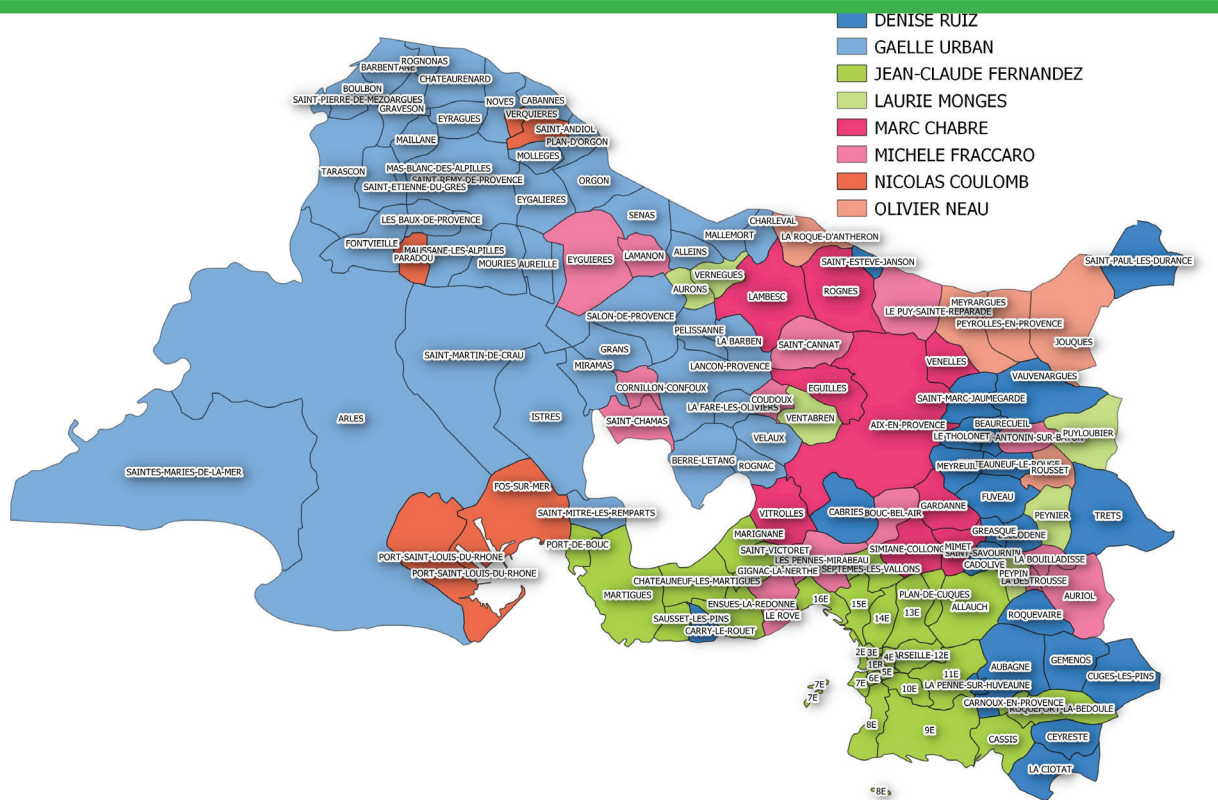 DENISE RUIZ
GAELLE URBAN
JEAN-CLAUDE FERNANDEZ
LAURIE MONGES
MARC CHABRE
MICHELE FRACCARO
NICOLAS COULOMB
OLIVIER NEAU
ROGNONAS
BARBENTANE
CHATEAURENARD
BOULBON
SAINT-PIERRE-DE-MEZOARGUES
GRAVESON
NOVES
CABANNES
VERQUIERES
EYRAGUES
SAINT-ANDIOL
MAILLANE
PLAN-D'ORGON
MOLLEGES
TARASCON
MAS-BLANC-DES-ALPILLES
SAINT-REMY-DE-PROVENCE
SAINT-ETIENNE-DU-GRES
ORGON
EYGALIERES
LES BAUX-DE-PROVENCE
SENAS
CHARLEVAL
MALLEMORT
LA ROQUE-D'ANTHERON
FONTVIEILLE
MAUSSANE-LES-ALPILLES
PARADOU
MOURIES
AUREILLE
EYGUIERES
LAMANON
ALLEINS
SAINT-ESTEVE-JANSON
SAINT-PAUL-LES-DURANCE
VERNEGUES
AURONS
LAMBESC
ROGNES
MEYRARGUES
LE PUY-SAINTE-REPARADE
PEYROLLES-EN-PROVENCE
SALON-DE-PROVENCE
PELISSANNE
LA BARBEN
SAINT-CANNAT
JOUQUES
SAINT-MARTIN-DE-CRAU
GRANS
MIRAMAS
LANCON-PROVENCE
VENELLES
VAUVENARGUES
CORNILLON-CONFOUX
EGUILLES
SAINT-MARC-JAUMEGARDE
COUDOUX
LA FARE-LES-OLIVIERS
ARLES
ISTRES
SAINT-CHAMAS
VENTABREN
AIX-EN-PROVENCE
BEAURECUEIL
LE THOLONET
-ANTONIN-SUR-BAYON
PUYLOUBIER
VELAUX
BERRE-L'ETANG
ROGNAC
MEYREUIL
TEAUNEUF-LE-ROUGE
ROUSSET
SAINTES-MARIES-DE-LA-MER
FOS-SUR-MER
FUVEAU
SAINT-MITRE-LES-REMPARTS
VITROLLES
CABRIES
BOUC-BEL-AIR
GARDANNE
PEYNIER
TRETS
GREASQUE
DENE
MARIGNANE
PORT-DE-BOUC
SAINT-VICTORET
SIMIANE-COLLONG
MIMET
SAINT-SAVOURNIN
PORT-SAINT-LOUIS-DU-RHONE
LES PENNES-MIRABEAU
LA BOUILLADISSE
CADOLIVE
GIGNAC-LA-NERTHE
SEPTEMES-LES-VALLONS
PORT-SAINT-LOUIS-DU-RHONE
PEYPIN
LA DESTROUSSE
CHATEAUNEUF-LES-MARTIGUES
MARTIGUES
PLAN-DE-CUQUES
AURIOL
16E
15E
ENSUES-LA-REDONNE
ALLAUCH
13E
LE ROVE
ROQUEVAIRE
SAUSSET-LES-PINS
14E
CARRY-LE-ROUET
2E
3E
4E
ARSEILLE-12E
1ER
GEMENOS
AUBAGNE
5E
11E
6E
CUGES-LES-PINS
7E
7E
LA PENNE-SUR-HUVEAUNE
10E
7E
CARNOUX-EN-PROVENCE
ROQUEFORT-LA-BEDOULE
8E
9E
CASSIS
CEYRESTE
LA CIOTAT
8E